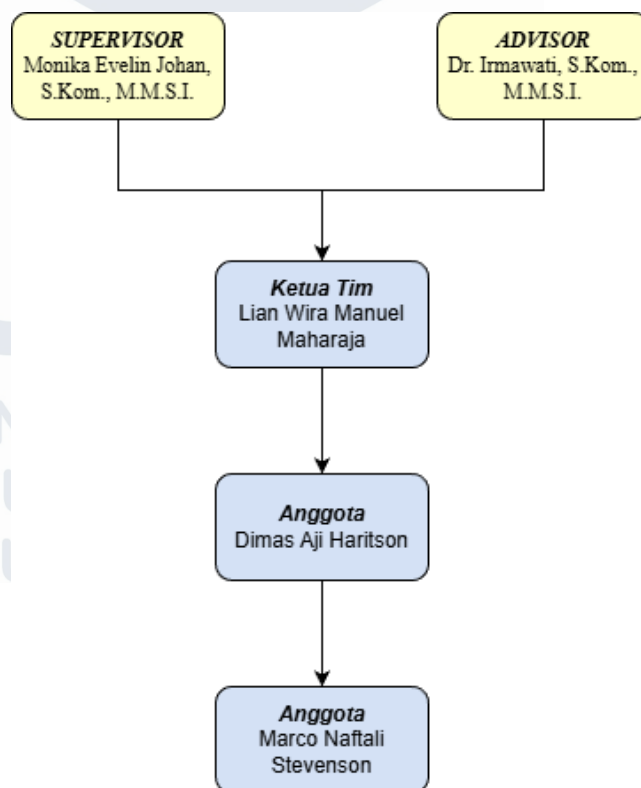 SUPERVISOR
Monika Evelin Johan,
S.Kom., M.M.S.I.
ADVISOR
Dr. Irmawati, S.Kom.,
M.M.S.I.
Ketua Tim
Lian Wira Manuel
Maharaja
Anggota
Dimas Aji Haritson
Anggota
Marco Naftali
Stevenson